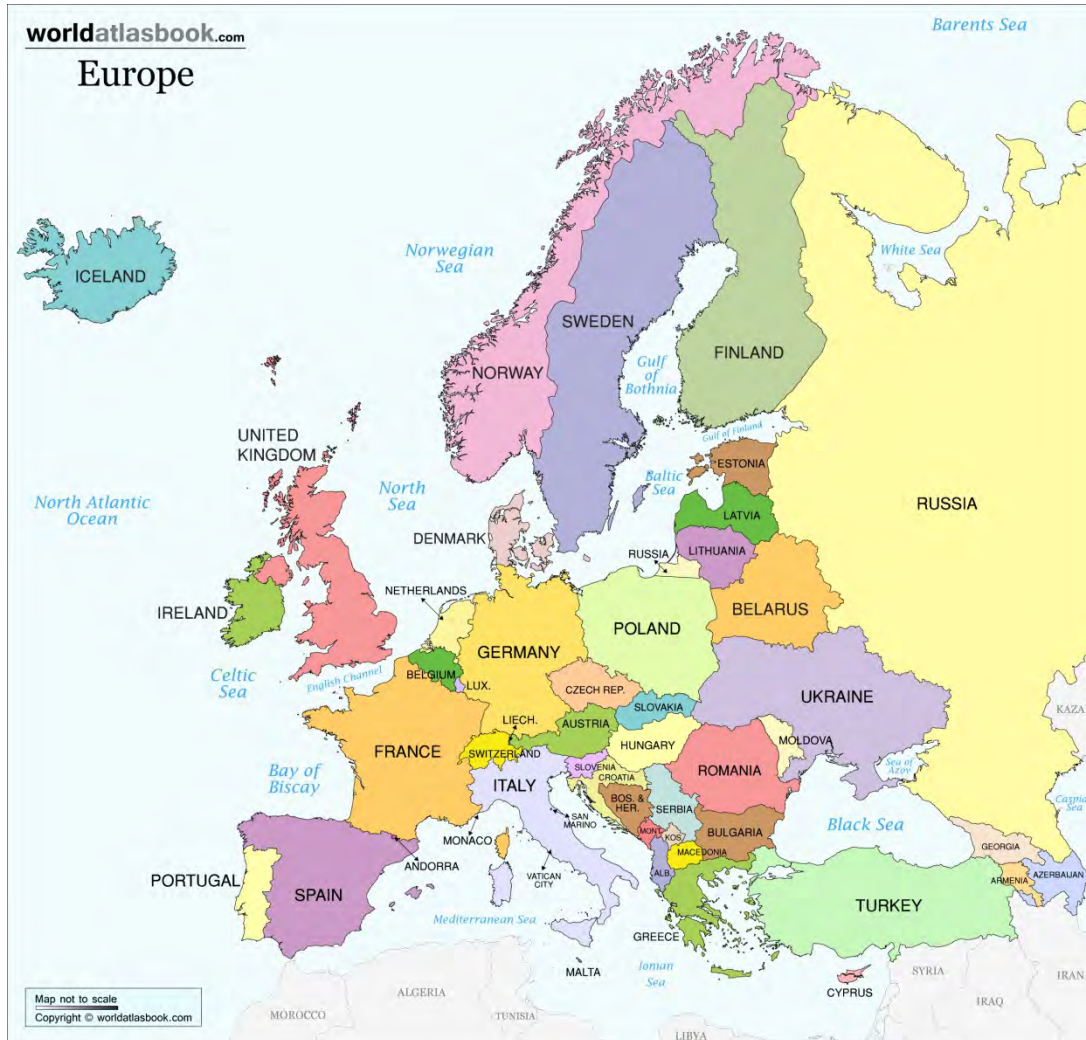 worldatlasbook.com
Europe
Barents Sea
ICELAND
Norwegian
Sea
White Sea
SWEDEN
FINLAND
NORWAY
Gulf
of
Bothnia
UNITED
KINGDOM
Gulf of Finland
ESTONIA
North Atlantic
Ocean
North
Sea
Baltic
Sea
RUSSIA
LATVIA
DENMARK
RUSSIA
LITHUANIA
NETHERLANDS
BELARUS
IRELAND
POLAND
GERMANY
Celtic
Sea
English Channel
BELGIUM
LUX.
CZECH REP.
UKRAINE
SLOVAKIA
KAZA
LIECH.
AUSTRIA
FRANCE
SWITZERLAND
HUNGARY
MOLDOVA
SLOVENIA
Sea of
Azov
Bay of
Biscay
ITALY
CROATIA
ROMANIA
BOS. &
HER.
SERBIA
Caspia
Sea
SAN
MARINO
Black Sea
MONACO
MONT.
KOS.
BULGARIA
GEORGIA
ANDORRA
VATICAN
CITY
MACEDONIA
ALB.
ARMENIA
AZERBAIJAN
PORTUGAL
SPAIN
TURKEY
Mediterranean Sea
GREECE
MALTA
Ionian
Sea
CYPRUS
SYRIA
IRAN
ALGERIA
IRAQ
Map not to scale
Copyright © worldatlasbook.com
MOROCCO
TUNISIA
LIBYA